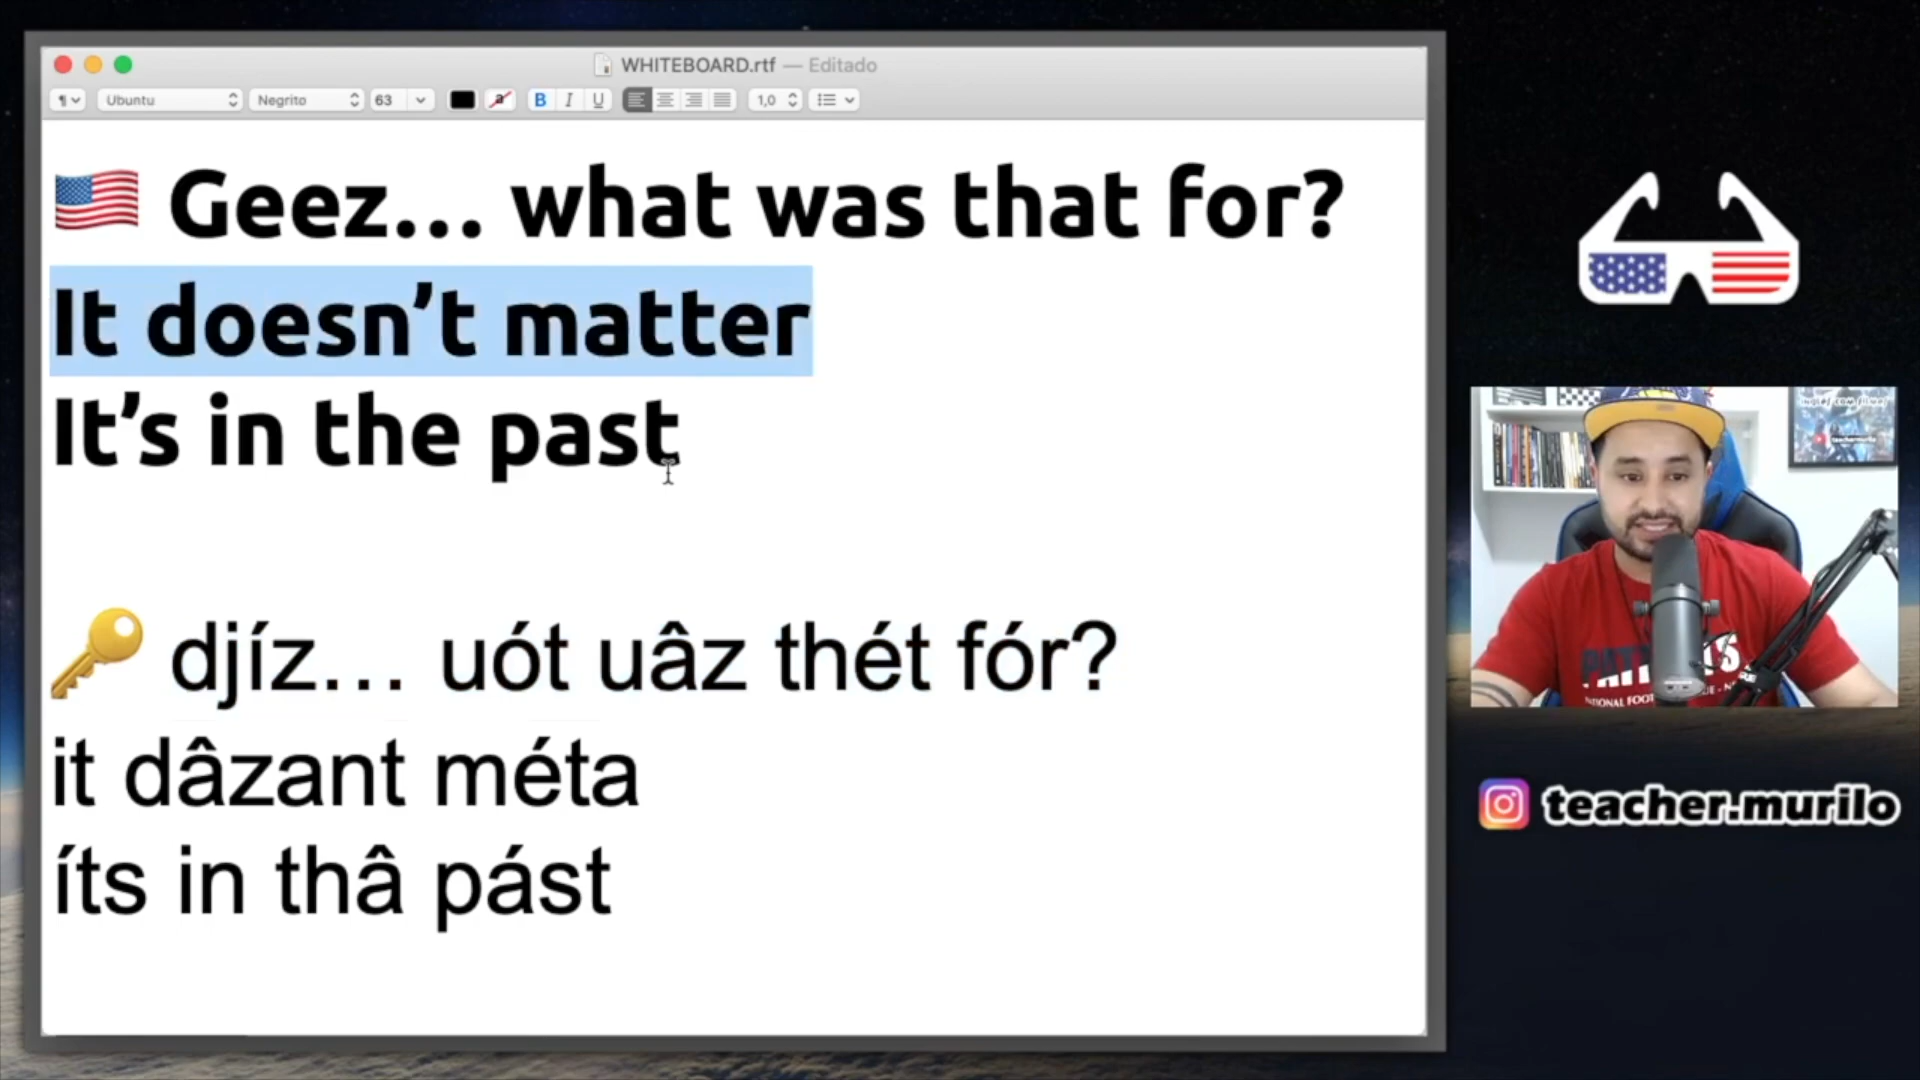 WHITEBOARD.rtf — Editado
Ubuntu Negrito 63 B I U 1,0
Geez... what was that for?
It doesn’t matter
It’s in the past
djíz... uót uâz thét fór?
it dâzant méta
íts in thâ pást
teacher.murilo